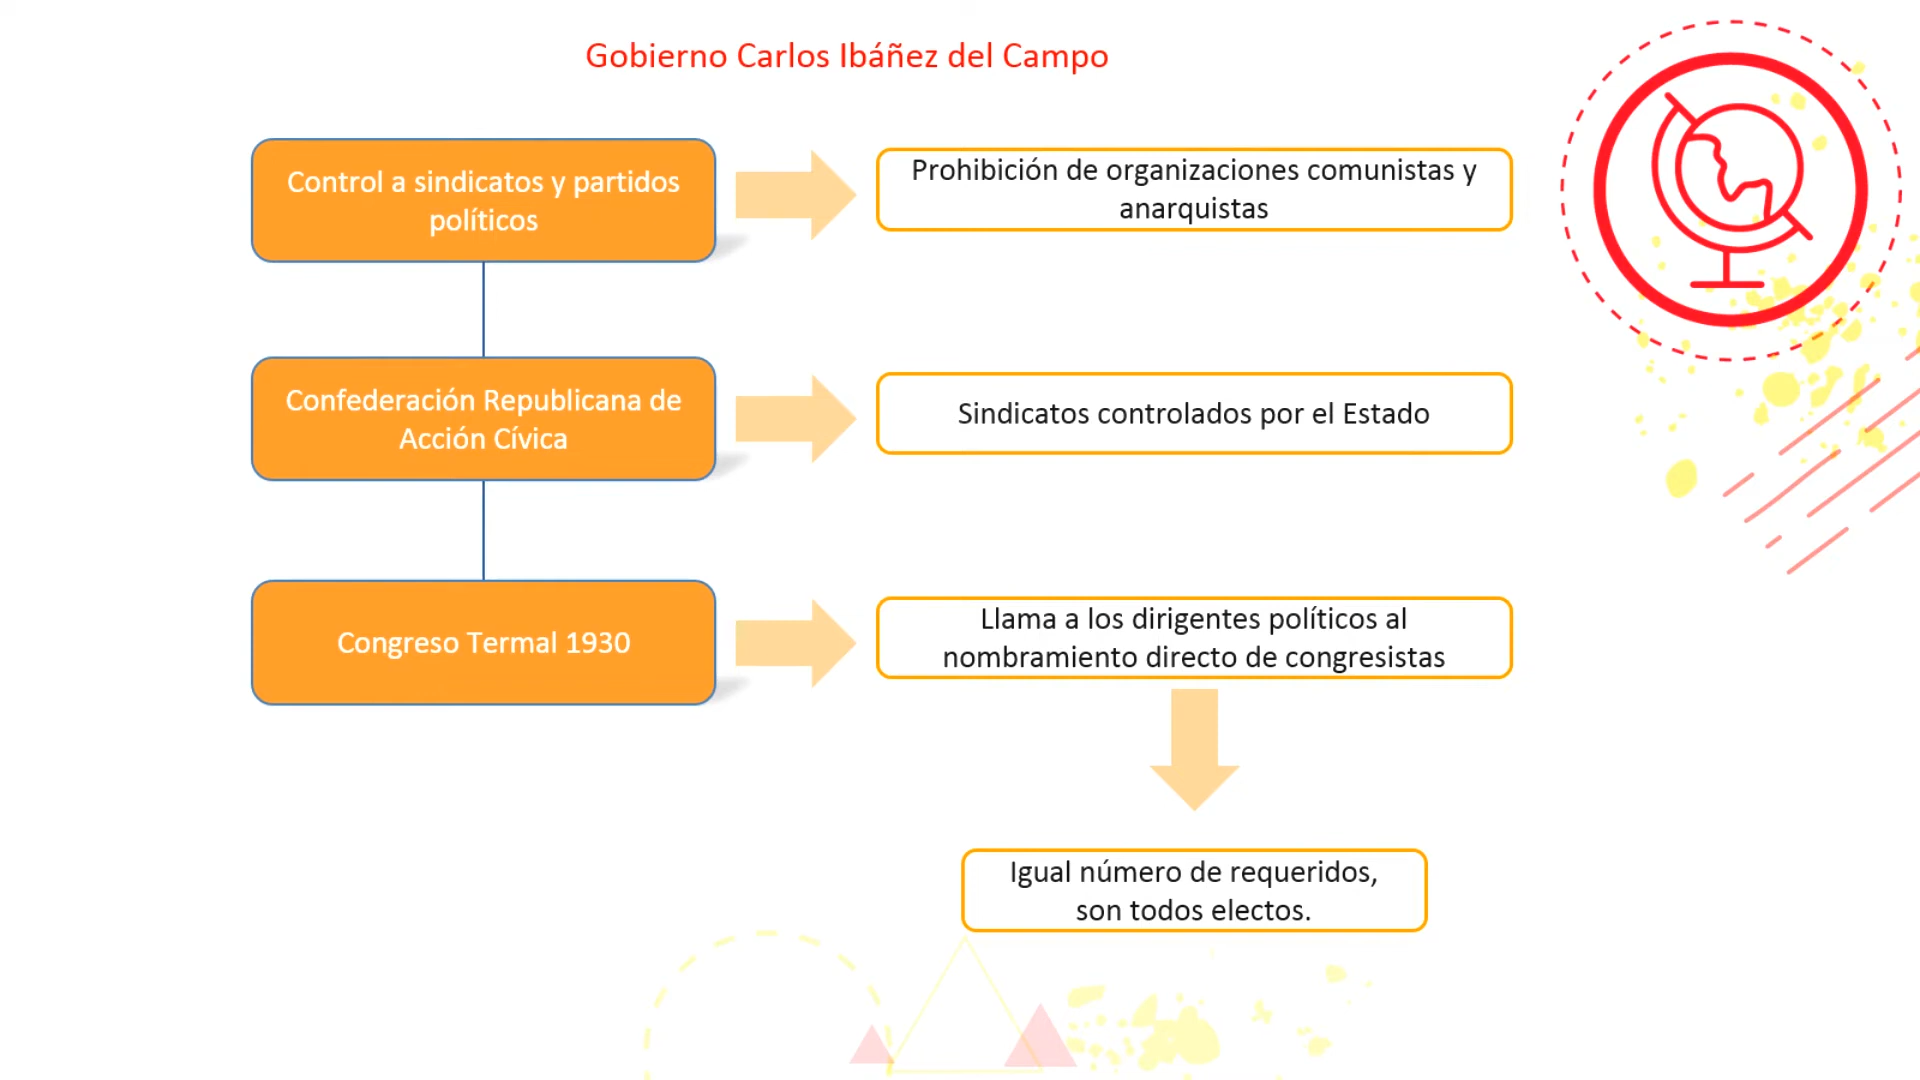 Gobierno Carlos Ibáñez del Campo
Control a sindicatos y partidos
políticos
Prohibición de organizaciones comunistas y
anarquistas
Confederación Republicana de
Acción Cívica
Sindicatos controlados por el Estado
Congreso Termal 1930
Llama a los dirigentes políticos al
nombramiento directo de congresistas
Igual número de requeridos,
son todos electos.